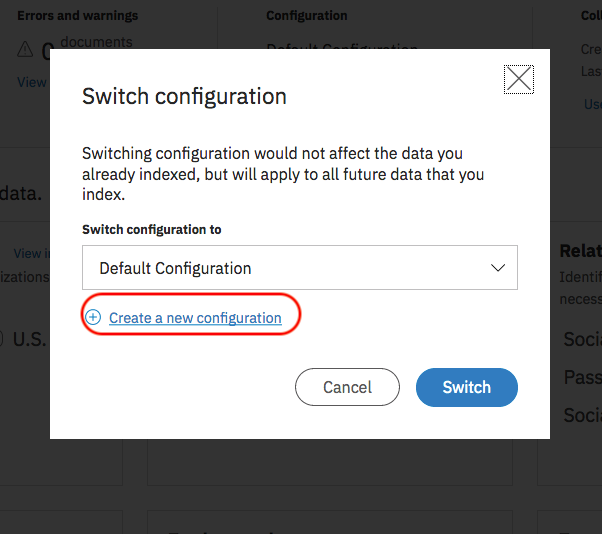 Errors and warnings
Configuration
Coll
0 documents
Default Configuration
Cre
Las
View
Use
Switch configuration
Switching configuration would not affect the data you
already indexed, but will apply to all future data that you
index.
data.
Switch configuration to
View i
Default Configuration
Relat
izations
Identif
necess
Create a new configuration
U.S.
Socia
Cancel
Switch
Pass
Socia